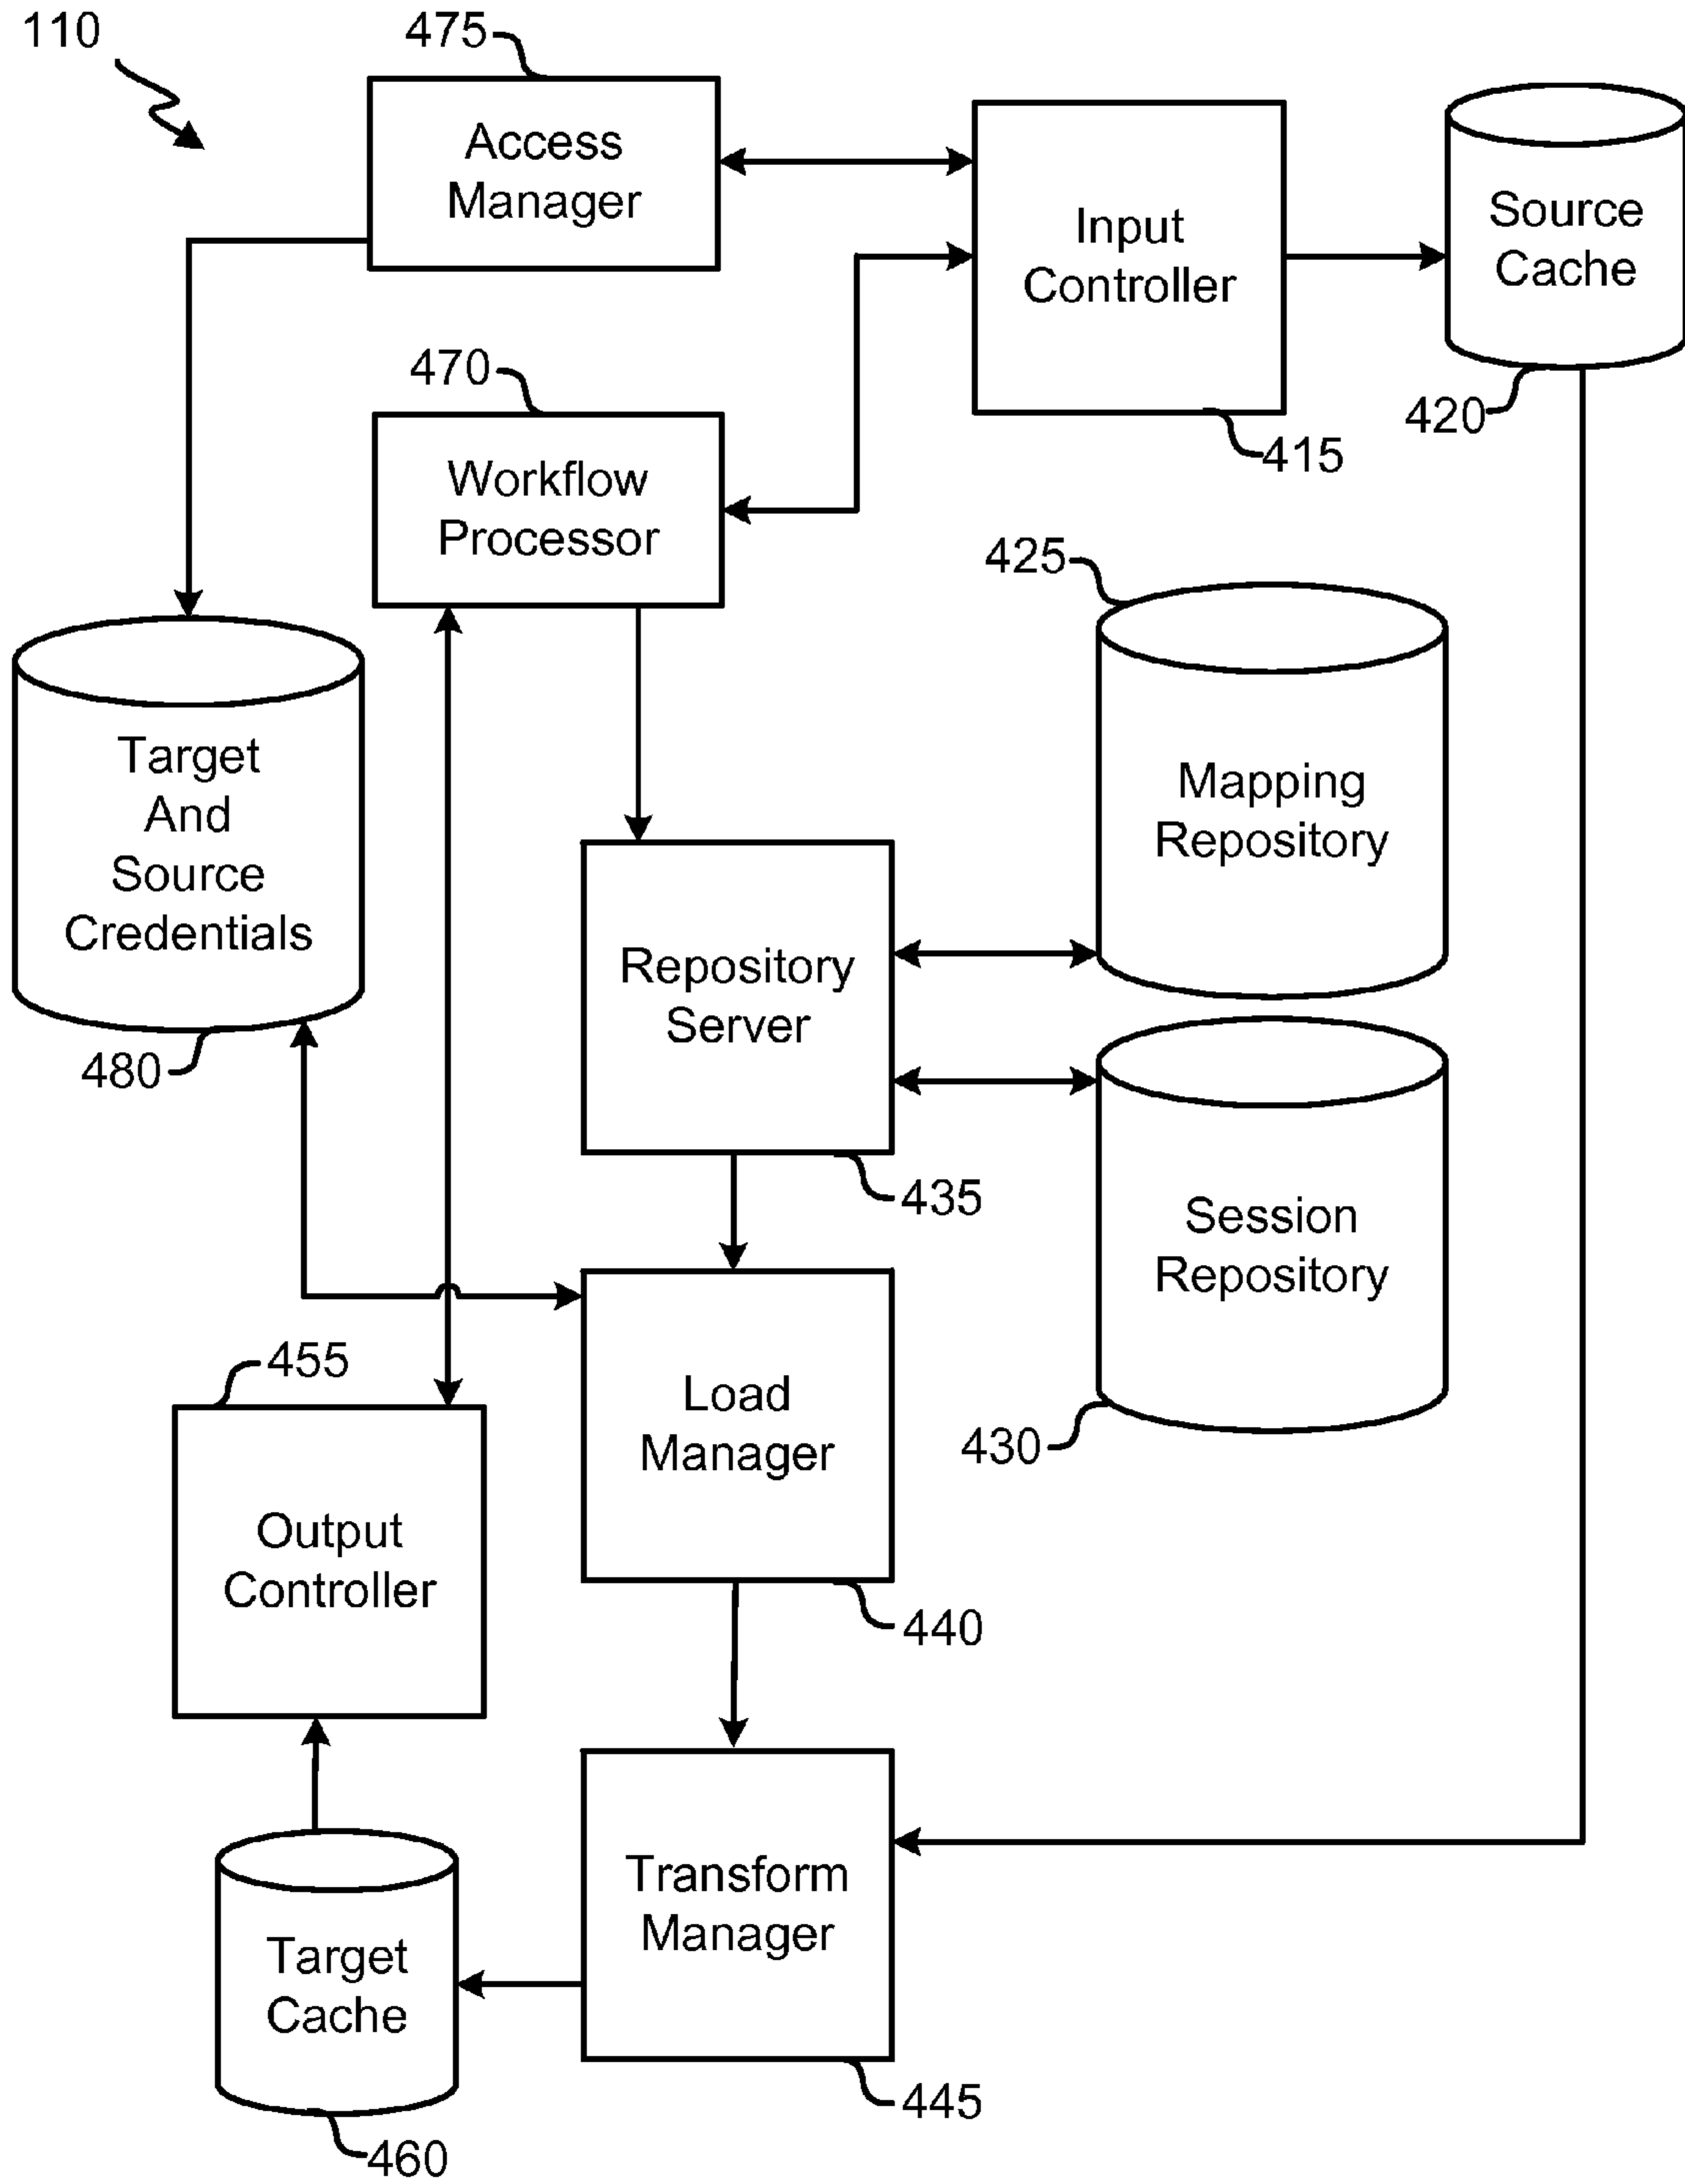 110
475
Access
Manager
Input
Controller
Source
Cache
420
415
470
Workflow
Processor
425
Mapping
Repository
Target
And
Source
Credentials
480
Repository
Server
435
Session
Repository
430
455
Load
Manager
440
Output
Controller
Transform
Manager
445
Target
Cache
460